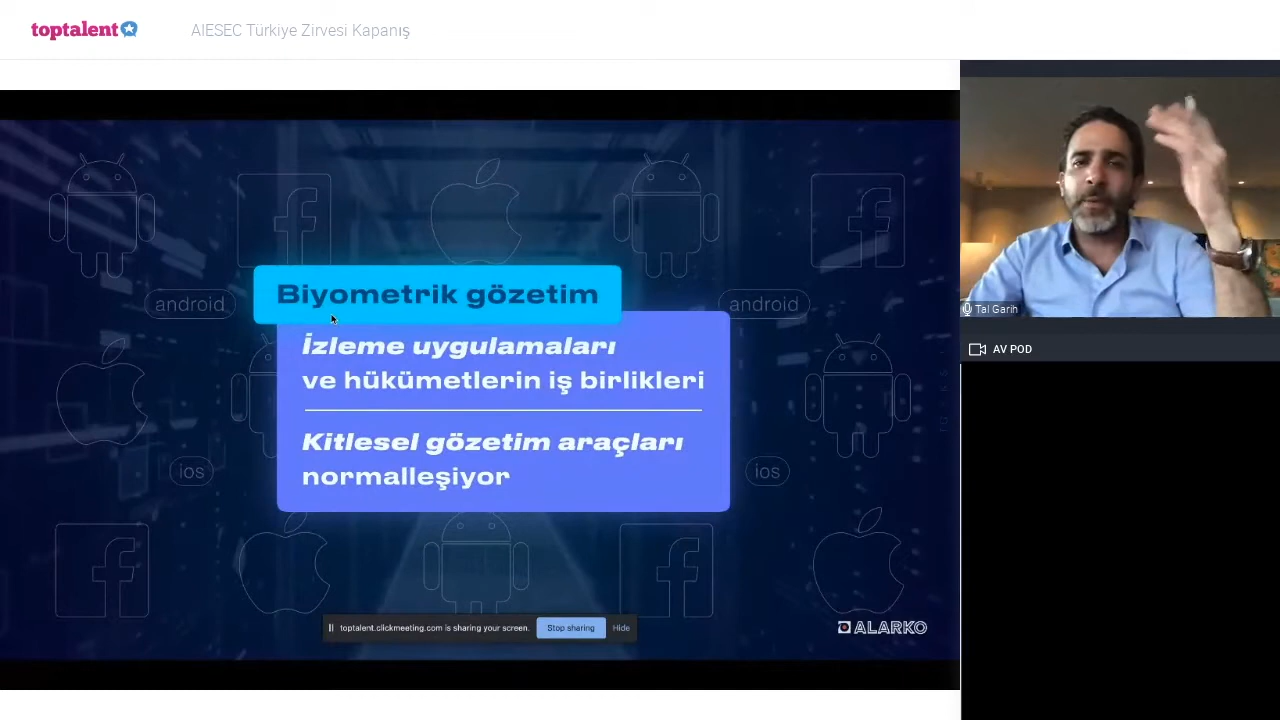 toptalent
AIESEC Türkiye Zirvesi Kapanış
Biyometrik gözetim
android
android
İzleme uygulamaları
ve hükümetlerin iş birlikleri
Kitlesel gözetim araçları
normalleşiyor
ios
ios
toptalent.clickmeeting.com is sharing your screen.
Stop sharing
Hide
ALARKO
Tal Garih
AV POD